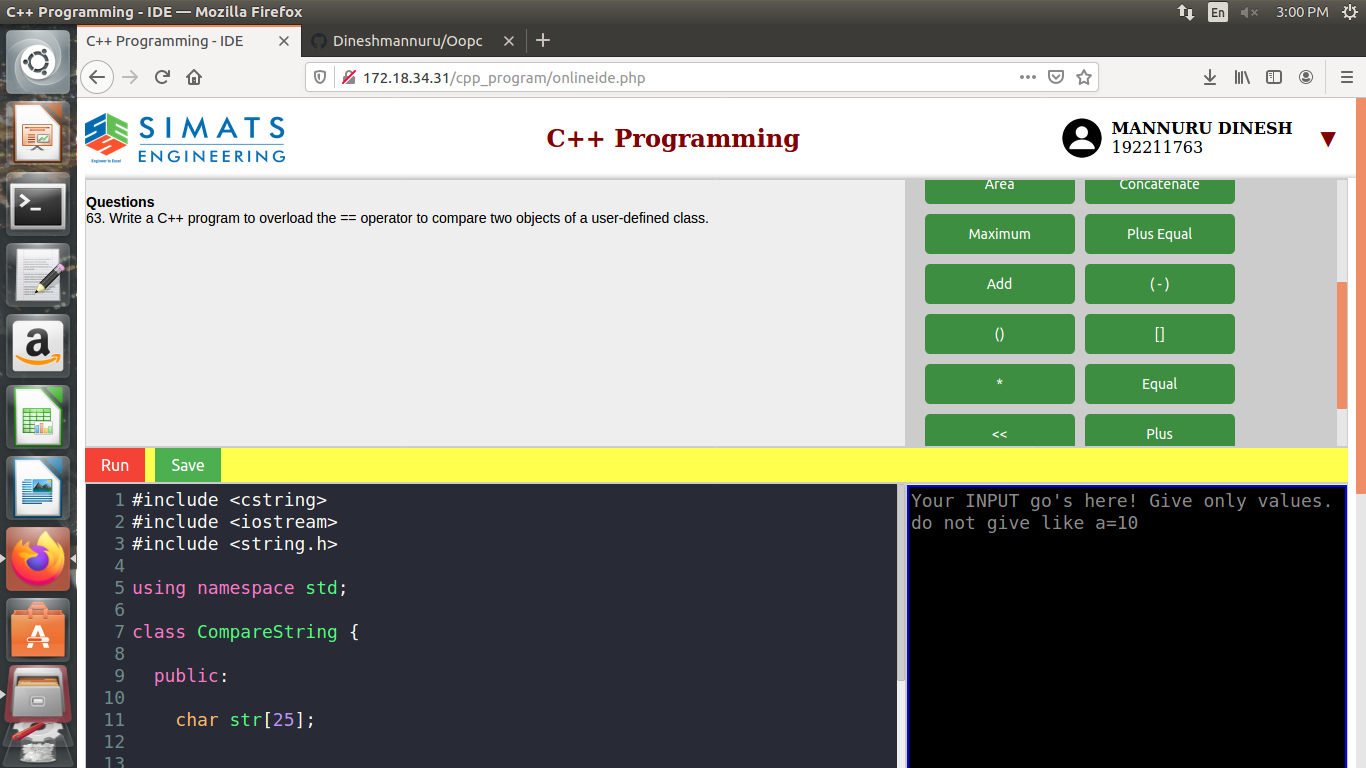 C++ Programming - IDE — Mozilla Firefox
En
3:00 PM
C++ Programming - IDE
Dineshmannuru/Oopc
172.18.34.31/cpp_program/onlineide.php
SIMATS
ENGINEERING
Engineer to Excel
C++ Programming
MANNURU DINESH
192211763
Questions
63. Write a C++ program to overload the == operator to compare two objects of a user-defined class.
Area
Concatenate
Maximum
Plus Equal
Add
( - )
()
[]
*
Equal
<<
Plus
Run
Save
1 #include <cstring>
2 #include <iostream>
3 #include <string.h>
4
5 using namespace std;
6
7 class CompareString {
8
9 public:
10
11 char str[25];
12
13
Your INPUT go's here! Give only values.
do not give like a=10